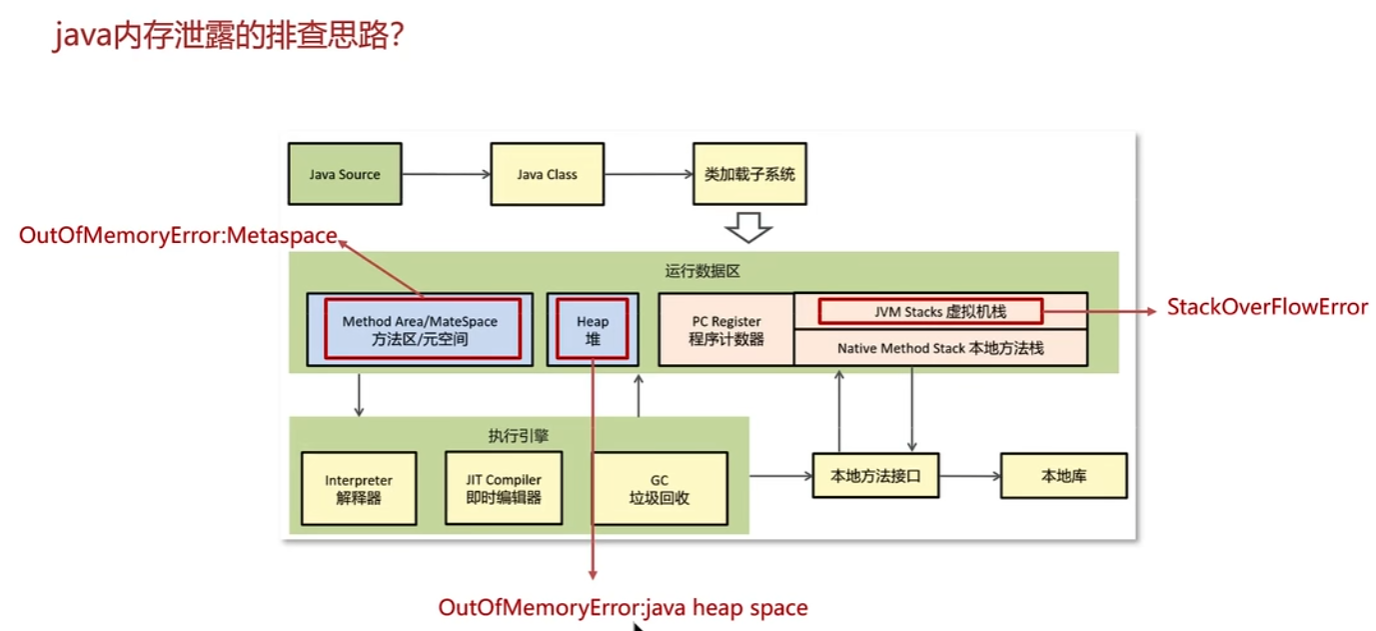 java内存泄露的排查思路?
Java Source
Java Class
类加载子系统
OutOfMemoryError:Metaspace
运行数据区
Method Area/MateSpace
方法区/元空间
Heap
堆
PC Register
程序计数器
JVM Stacks 虚拟机栈
Native Method Stack 本地方法栈
StackOverFlowError
执行引擎
Interpreter
解释器
JIT Compiler
即时编辑器
GC
垃圾回收
本地方法接口
本地库
OutOfMemoryError:java heap space